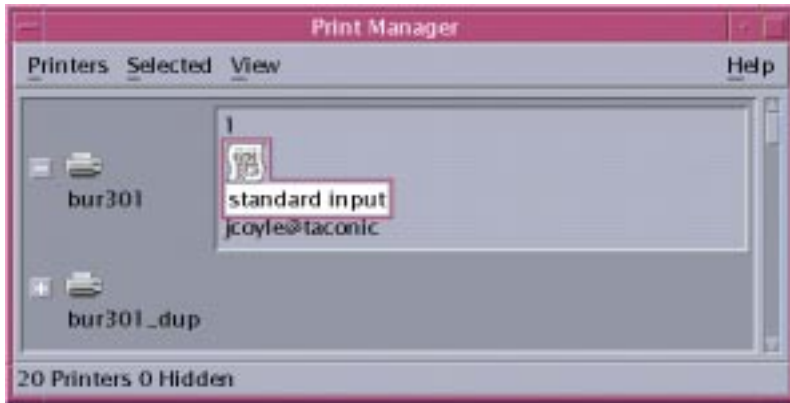 Print Manager
Printers Selected View Help
1
standard input
jcoyle@taconic
bur301
bur301_dup
20 Printers 0 Hidden